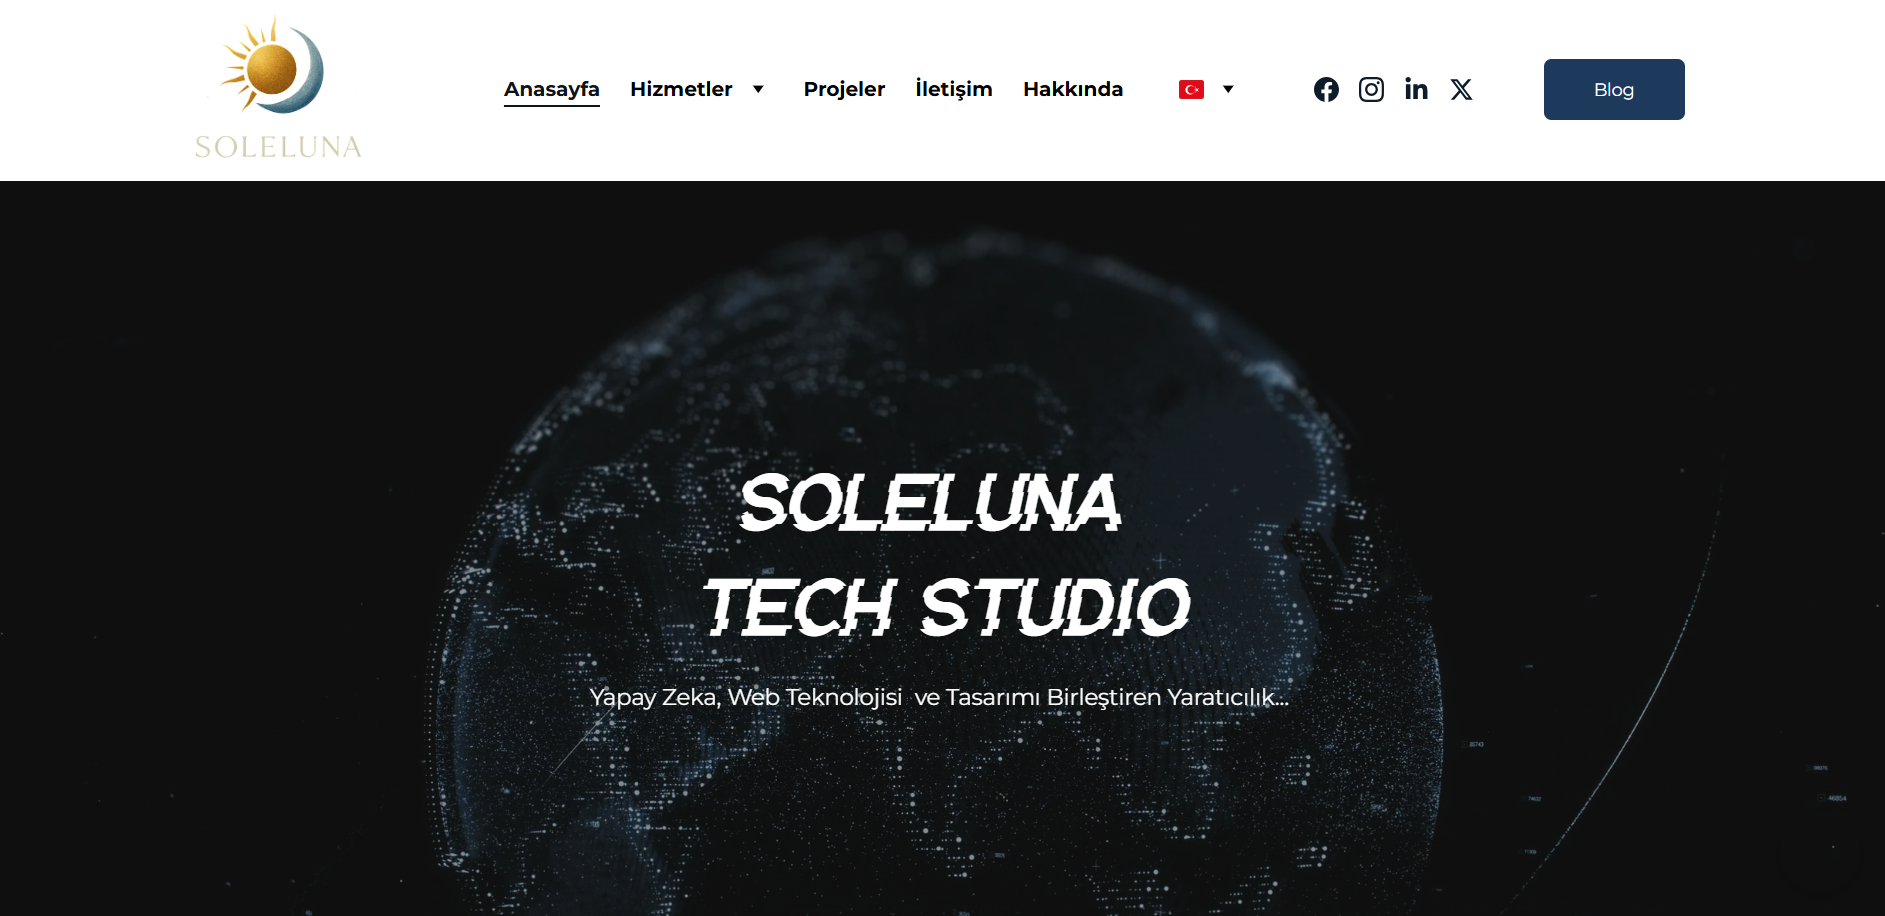 SOLELUNA
Anasayfa Hizmetler Projeler İletişim Hakkında
Blog
SOLELUNA
TECH STUDIO
Yapay Zeka, Web Teknolojisi ve Tasarımı Birleştiren Yaratıcılık...